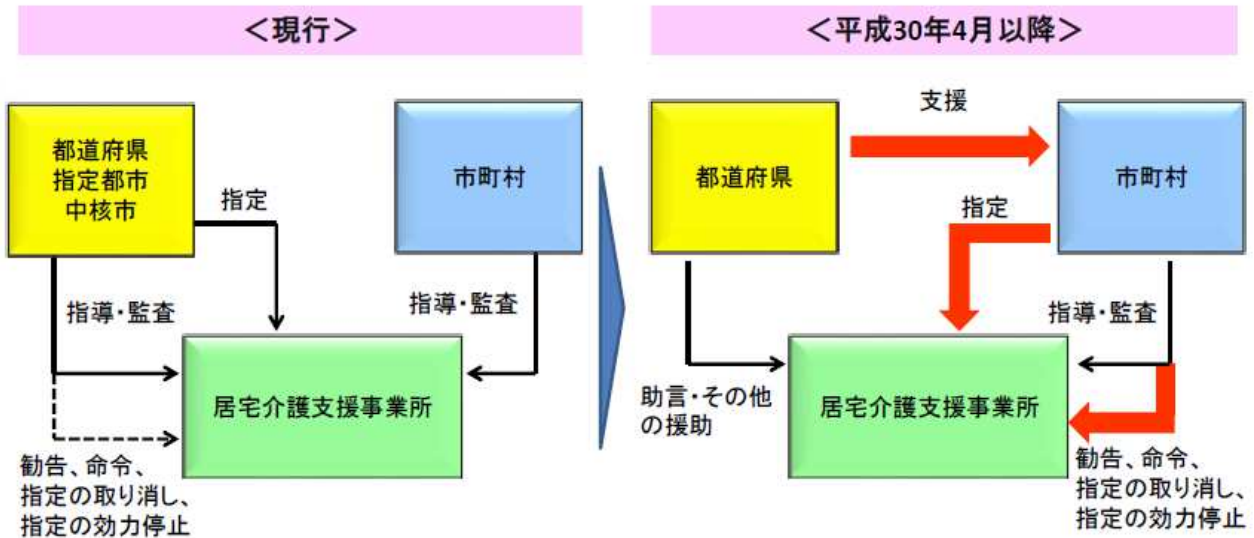 ＜現行＞
都道府県
指定都市
中核市
市町村
指定
指導・監査
指導・監査
居宅介護支援事業所
勧告、命令、
指定の取り消し、
指定の効力停止
＜平成30年4月以降＞
支援
都道府県
市町村
指定
指導・監査
助言・その他
の援助
居宅介護支援事業所
勧告、命令、
指定の取り消し、
指定の効力停止